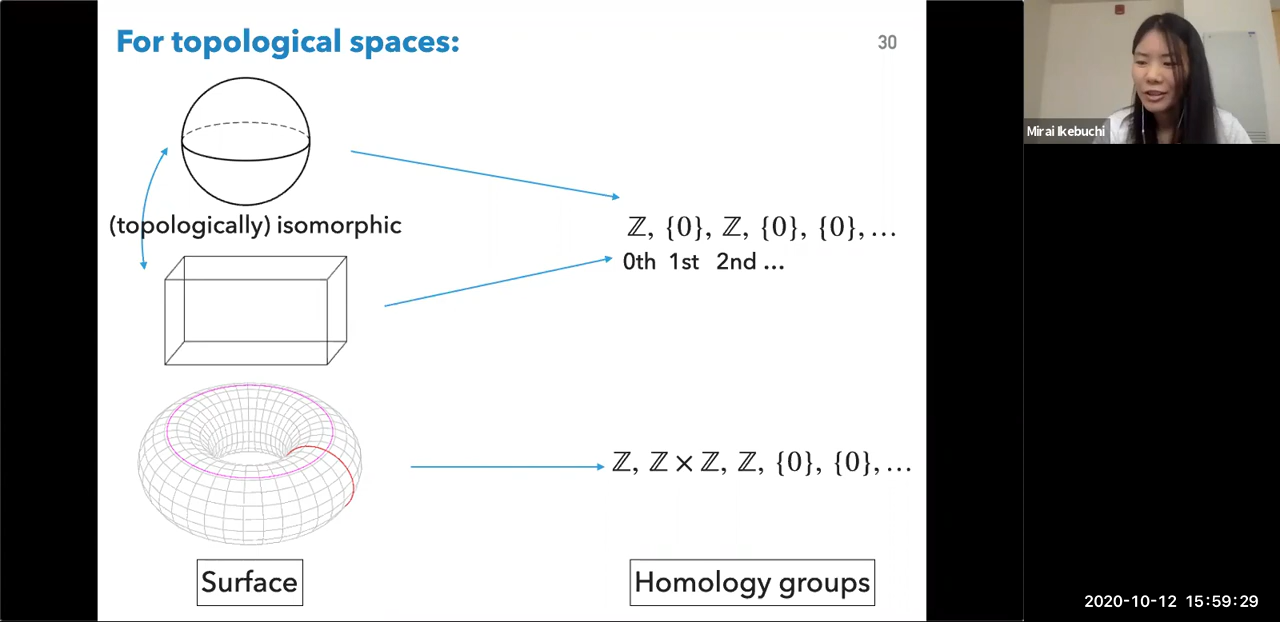 For topological spaces:
30
(topologically) isomorphic
ℤ, {0}, ℤ, {0}, {0}, …
0th 1st 2nd …
ℤ, ℤ × ℤ, ℤ, {0}, {0}, …
Surface
Homology groups
Mirai Ikebuchi
2020-10-12 15:59:29